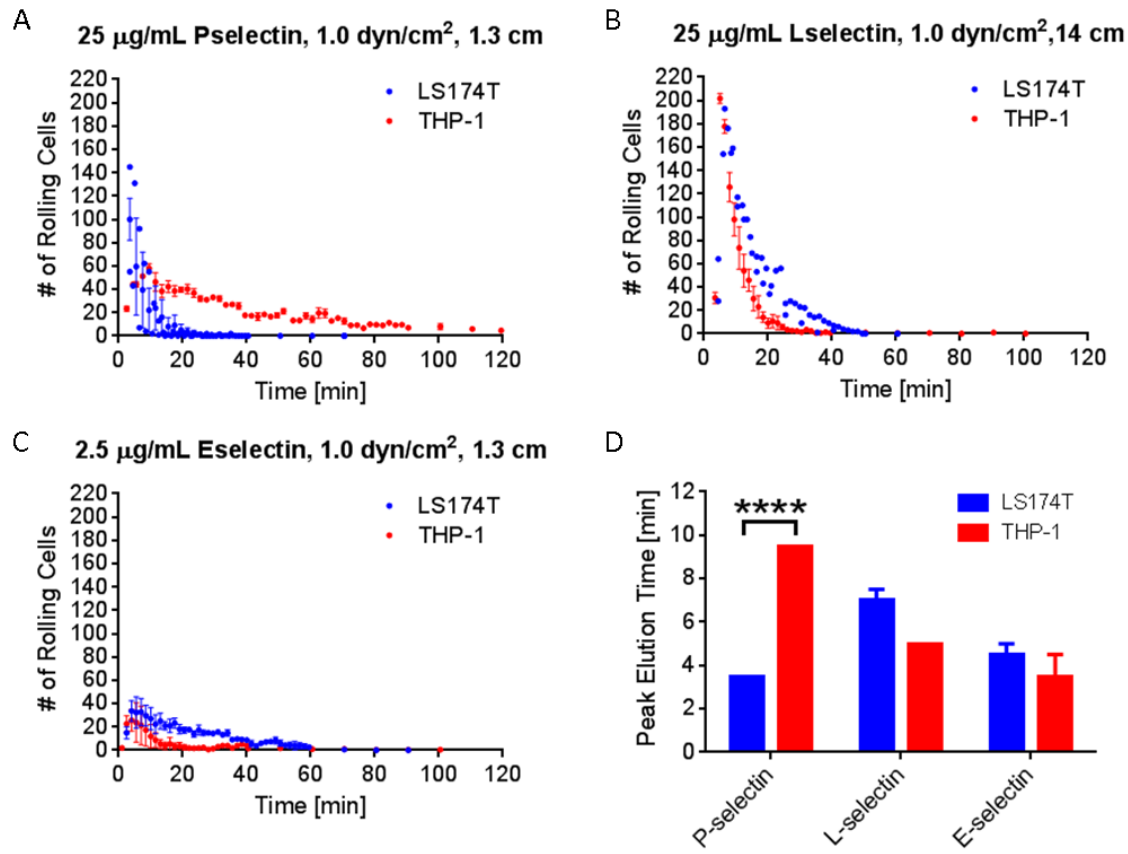 A
25 μg/mL Pselectin, 1.0 dyn/cm², 1.3 cm
LS174T
THP-1
# of Rolling Cells
220
200
180
160
140
120
100
80
60
40
20
0
0 20 40 60 80 100 120
Time [min]
B
25 μg/mL Lselectin, 1.0 dyn/cm²,14 cm
LS174T
THP-1
# of Rolling Cells
220
200
180
160
140
120
100
80
60
40
20
0
0 20 40 60 80 100 120
Time [min]
C
2.5 μg/mL Eselectin, 1.0 dyn/cm², 1.3 cm
LS174T
THP-1
# of Rolling Cells
220
200
180
160
140
120
100
80
60
40
20
0
0 20 40 60 80 100 120
Time [min]
D
LS174T
THP-1
****
Peak Elution Time [min]
12
10
8
6
4
2
0
P-selectin
L-selectin
E-selectin